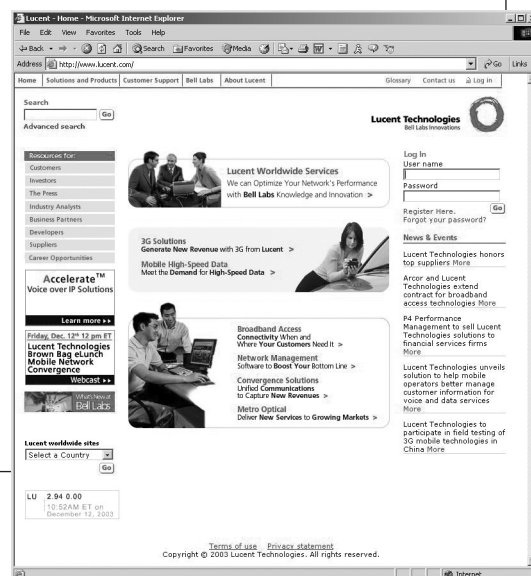 Lucent - Home - Microsoft Internet Explorer
File Edit View Favorites Tools Help
Back Search Favorites Media
Address http://www.lucent.com/ Go Links
Home Solutions and Products Customer Support Bell Labs About Lucent Glossary Contact us Log in
Search
Go
Advanced search
Lucent Technologies
Bell Labs Innovations
Resources for:
Customers
Investors
The Press
Industry Analysts
Business Partners
Developers
Suppliers
Career Opportunities
Accelerate™
Voice over IP Solutions
Learn more ▸▸
Friday, Dec. 12th 12 pm ET
Lucent Technologies
Brown Bag eLunch
Mobile Network
Convergence
Webcast ▸▸
What's New at
Bell Labs
Lucent worldwide sites
Select a Country
Go
LU 2.94 0.00
10:52AM ET on
December 12, 2003
Lucent Worldwide Services
We can Optimize Your Network's Performance
with Bell Labs Knowledge and Innovation >
3G Solutions
Generate New Revenue with 3G from Lucent >
Mobile High-Speed Data
Meet the Demand for High-Speed Data >
Broadband Access
Connectivity When and
Where Your Customers Need It >
Network Management
Software to Boost Your Bottom Line >
Convergence Solutions
Unified Communications
to Capture New Revenues >
Metro Optical
Deliver New Services to Growing Markets >
Log In
User name
Password
Go
Register Here.
Forgot your password?
News & Events
Lucent Technologies honors
top suppliers More
Arcor and Lucent
Technologies extend
contract for broadband
access technologies More
P4 Performance
Management to sell Lucent
Technologies solutions to
financial services firms
More
Lucent Technologies unveils
solution to help mobile
operators better manage
customer information for
voice and data services
More
Lucent Technologies to
participate in field testing of
3G mobile technologies in
China More
Terms of use Privacy statement
Copyright © 2003 Lucent Technologies. All rights reserved.
Internet